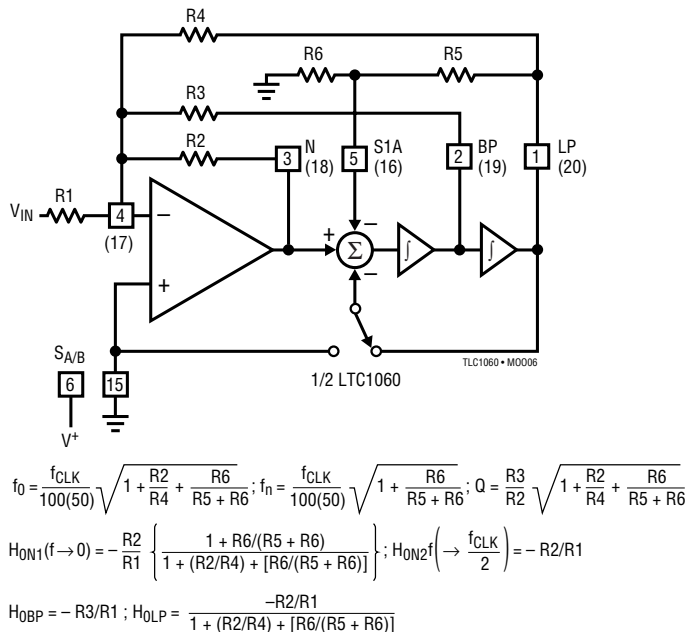 R4
R6
R5
R3
R2
N
S1A
BP
LP
3
5
2
1
(18)
(16)
(19)
(20)
R1
VIN
4
−
(17)
+
−
Σ
∫
∫
−
+
SA/B
6
15
V+
1/2 LTC1060
TLC1060 • MOO06
f0 = fCLK/100(50) √(1 + R2/R4 + R6/(R5 + R6)); fn = fCLK/100(50) √(1 + R6/(R5 + R6)); Q = R3/R2 √(1 + R2/R4 + R6/(R5 + R6))
H0N1(f→0) = − R2/R1 {1 + R6/(R5 + R6) / 1 + (R2/R4) + [R6/(R5 + R6)]}; H0N2f(→ fCLK/2) = − R2/R1
H0BP = − R3/R1 ; H0LP = −R2/R1 / 1 + (R2/R4) + [R6/(R5 + R6)]